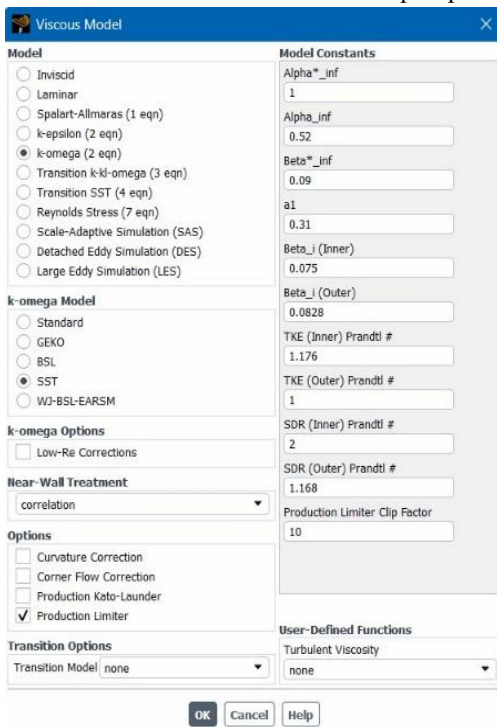 Viscous Model
Model
Inviscid
Laminar
Spalart-Allmaras (1 eqn)
k-epsilon (2 eqn)
k-omega (2 eqn)
Transition k-kl-omega (3 eqn)
Transition SST (4 eqn)
Reynolds Stress (7 eqn)
Scale-Adaptive Simulation (SAS)
Detached Eddy Simulation (DES)
Large Eddy Simulation (LES)
k-omega Model
Standard
GEKO
BSL
SST
WJ-BSL-EARSM
k-omega Options
Low-Re Corrections
Near-Wall Treatment
correlation
Options
Curvature Correction
Corner Flow Correction
Production Kato-Launder
Production Limiter
Transition Options
Transition Model none
Model Constants
Alpha*_inf
1
Alpha_inf
0.52
Beta*_inf
0.09
a1
0.31
Beta_i (Inner)
0.075
Beta_i (Outer)
0.0828
TKE (Inner) Prandtl #
1.176
TKE (Outer) Prandtl #
1
SDR (Inner) Prandtl #
2
SDR (Outer) Prandtl #
1.168
Production Limiter Clip Factor
10
User-Defined Functions
Turbulent Viscosity
none
OK Cancel Help